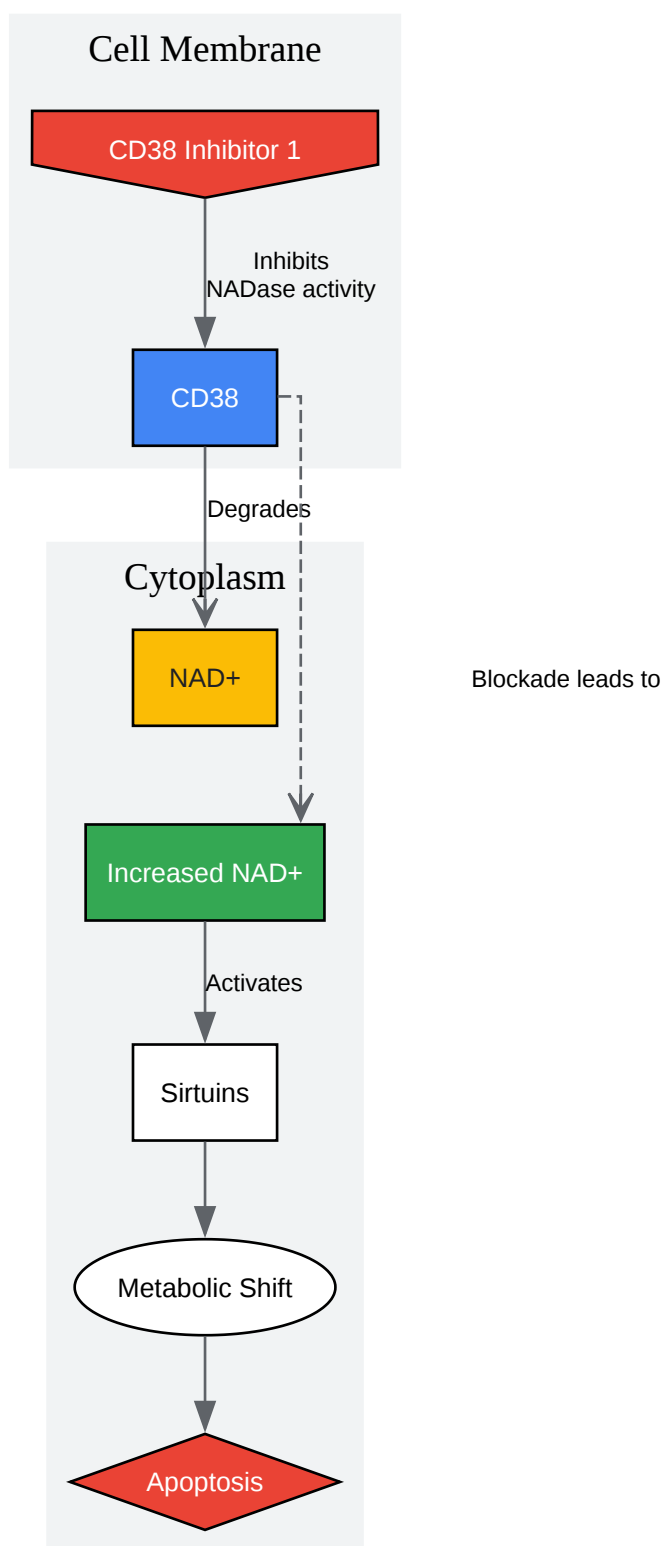 Cell Membrane
CD38 Inhibitor 1
Inhibits
NADase activity
CD38
Degrades
Cytoplasm
NAD+
Blockade leads to
Increased NAD+
Activates
Sirtuins
Metabolic Shift
Apoptosis